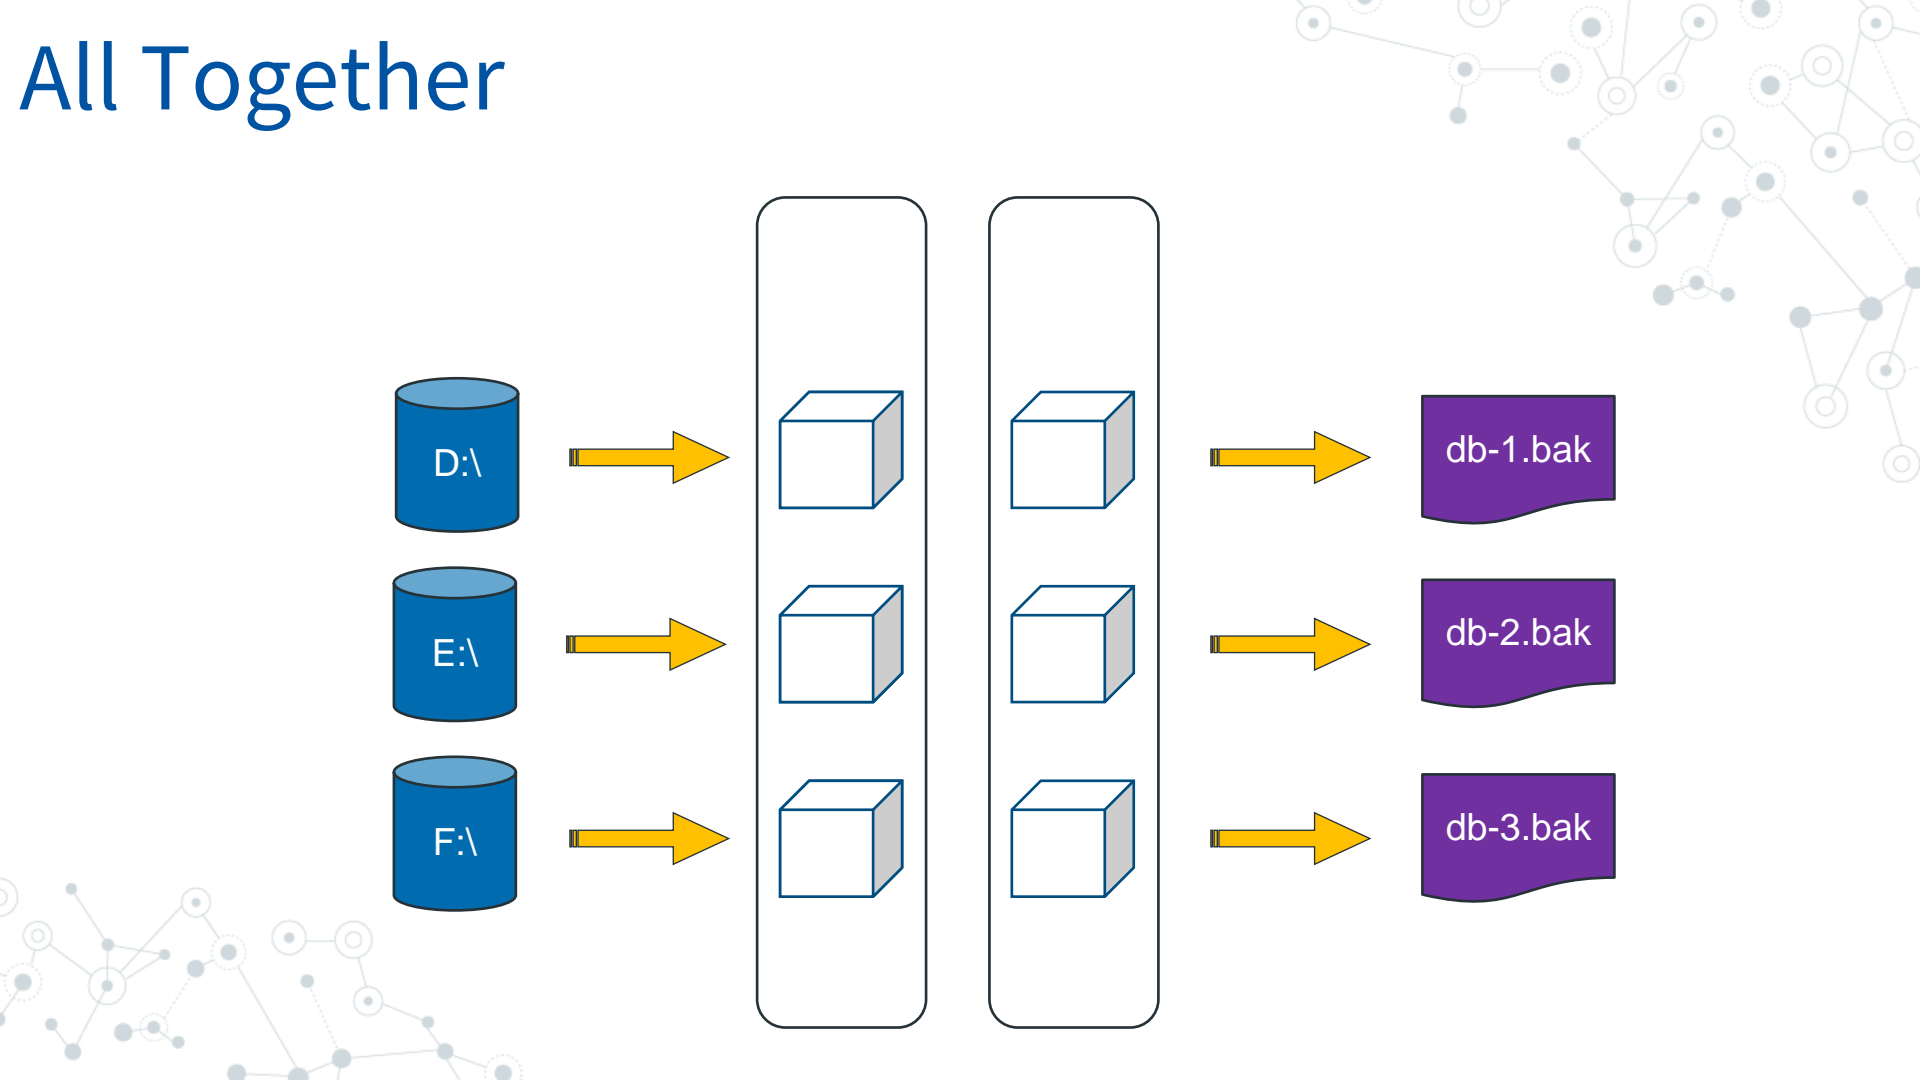 All Together
D:\
db-1.bak
E:\
db-2.bak
F:\
db-3.bak